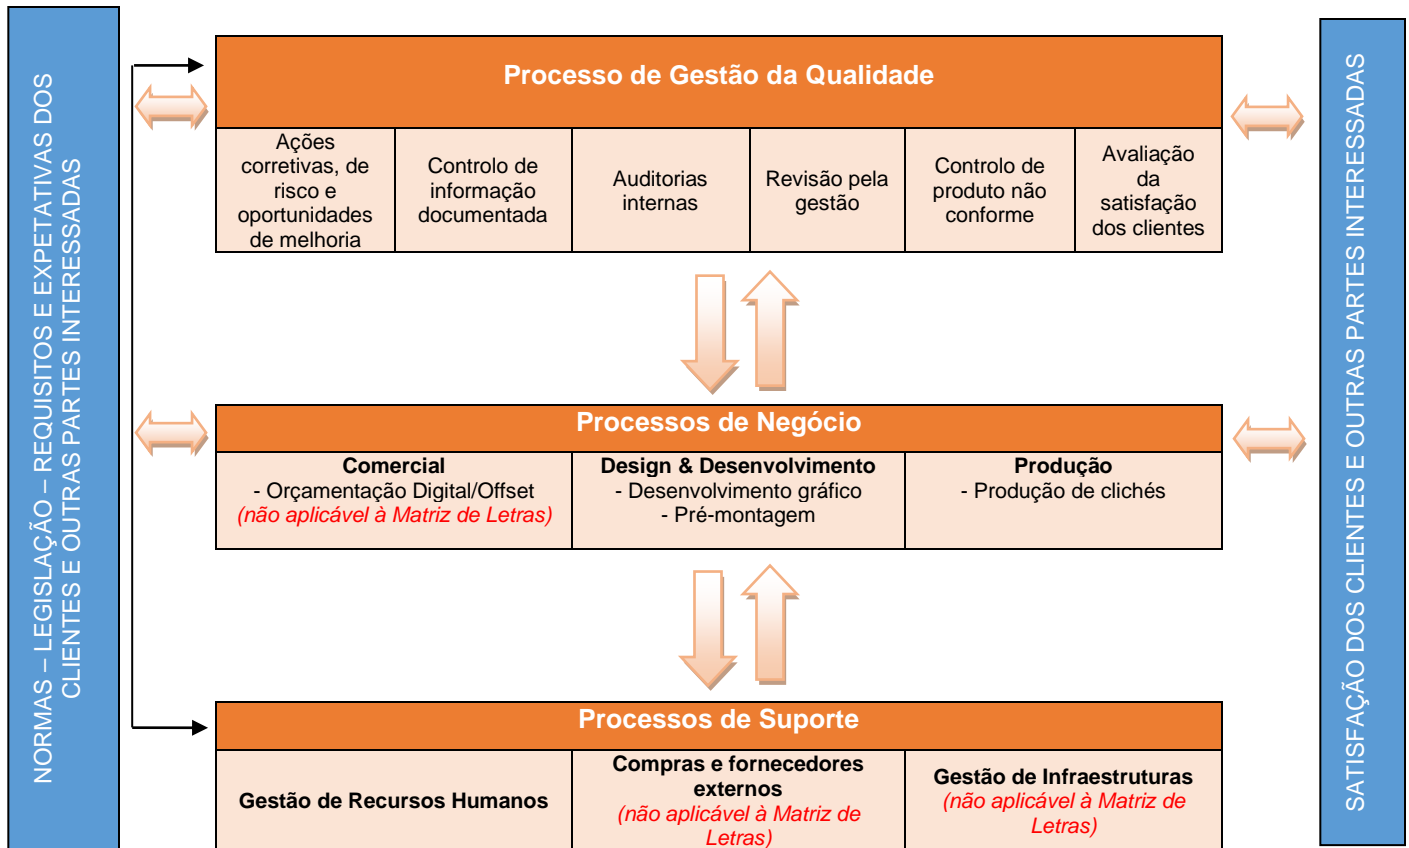 NORMAS – LEGISLAÇÃO – REQUISITOS E EXPETATIVAS DOS
CLIENTES E OUTRAS PARTES INTERESSADAS
Processo de Gestão da Qualidade
Ações
corretivas, de
risco e
oportunidades
de melhoria
Controlo de
informação
documentada
Auditorias
internas
Revisão pela
gestão
Controlo de
produto não
conforme
Avaliação
da
satisfação
dos clientes
Processos de Negócio
Comercial
- Orçamentação Digital/Offset
(não aplicável à Matriz de Letras)
Design & Desenvolvimento
- Desenvolvimento gráfico
- Pré-montagem
Produção
- Produção de clichés
Processos de Suporte
Gestão de Recursos Humanos
Compras e fornecedores
externos
(não aplicável à Matriz de
Letras)
Gestão de Infraestruturas
(não aplicável à Matriz de
Letras)
SATISFAÇÃO DOS CLIENTES E OUTRAS PARTES INTERESSADAS